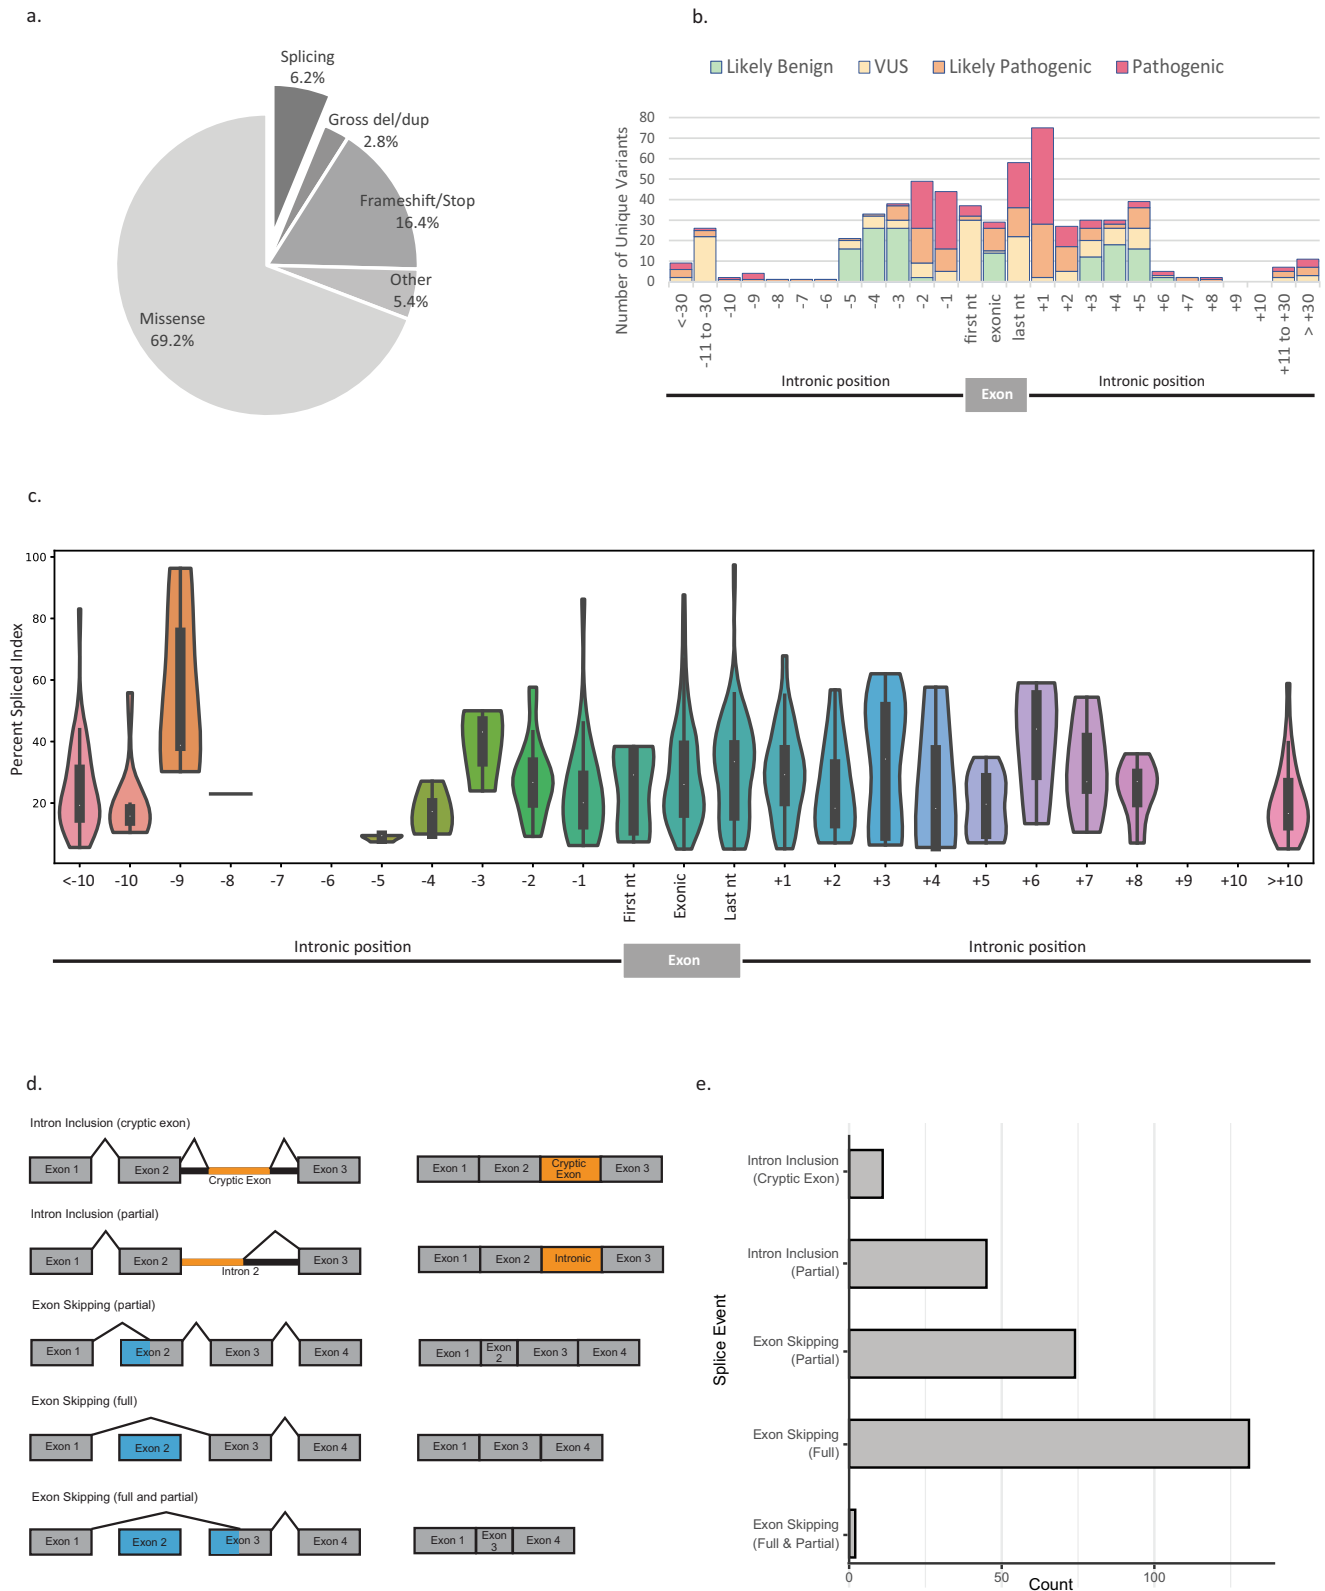 a.
Splicing
6.2%
Gross del/dup
2.8%
Frameshift/Stop
16.4%
Other
5.4%
Missense
69.2%
b.
Likely Benign VUS Likely Pathogenic Pathogenic
Number of Unique Variants
80
70
60
50
40
30
20
10
0
<-30
-11 to -30
-10
-9
-8
-7
-6
-5
-4
-3
-2
-1
first nt
exonic
last nt
+1
+2
+3
+4
+5
+6
+7
+8
+9
+10
+11 to +30
> +30
Intronic position
Exon
Intronic position
c.
Percent Spliced Index
100
80
60
40
20
<-10
-10
-9
-8
-7
-6
-5
-4
-3
-2
-1
First nt
Exonic
Last nt
+1
+2
+3
+4
+5
+6
+7
+8
+9
+10
>+10
Intronic position
Exon
Intronic position
d.
Intron Inclusion (cryptic exon)
Exon 1 Exon 2 Exon 3
Cryptic Exon
Exon 1 Exon 2 Cryptic Exon Exon 3
Intron Inclusion (partial)
Exon 1 Exon 2 Exon 3
Intron 2
Exon 1 Exon 2 Intronic Exon 3
Exon Skipping (partial)
Exon 1 Exon 2 Exon 3 Exon 4
Exon 1 Exon 2 Exon 3 Exon 4
Exon Skipping (full)
Exon 1 Exon 2 Exon 3 Exon 4
Exon 1 Exon 3 Exon 4
Exon Skipping (full and partial)
Exon 1 Exon 2 Exon 3 Exon 4
Exon 1 Exon 3 Exon 4
e.
Splice Event
Intron Inclusion
(Cryptic Exon)
Intron Inclusion
(Partial)
Exon Skipping
(Partial)
Exon Skipping
(Full)
Exon Skipping
(Full & Partial)
0 50 100
Count